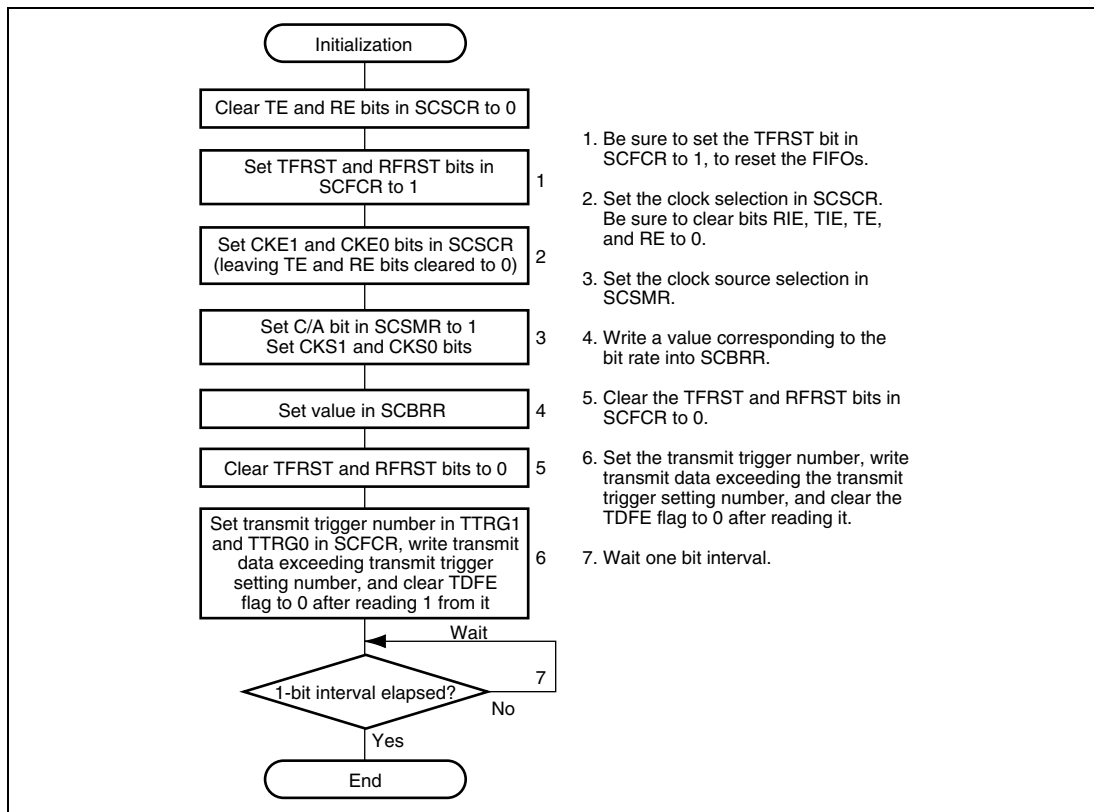 Initialization
Clear TE and RE bits in SCSCR to 0
Set TFRST and RFRST bits in
SCFCR to 1
1
Set CKE1 and CKE0 bits in SCSCR
(leaving TE and RE bits cleared to 0)
2
Set C/A bit in SCSMR to 1
Set CKS1 and CKS0 bits
3
Set value in SCBRR
4
Clear TFRST and RFRST bits to 0
5
Set transmit trigger number in TTRG1
and TTRG0 in SCFCR, write transmit
data exceeding transmit trigger
setting number, and clear TDFE
flag to 0 after reading 1 from it
6
Wait
1-bit interval elapsed?
7
No
Yes
End
1. Be sure to set the TFRST bit in
SCFCR to 1, to reset the FIFOs.
2. Set the clock selection in SCSCR.
Be sure to clear bits RIE, TIE, TE,
and RE to 0.
3. Set the clock source selection in
SCSMR.
4. Write a value corresponding to the
bit rate into SCBRR.
5. Clear the TFRST and RFRST bits in
SCFCR to 0.
6. Set the transmit trigger number, write
transmit data exceeding the transmit
trigger setting number, and clear the
TDFE flag to 0 after reading it.
7. Wait one bit interval.